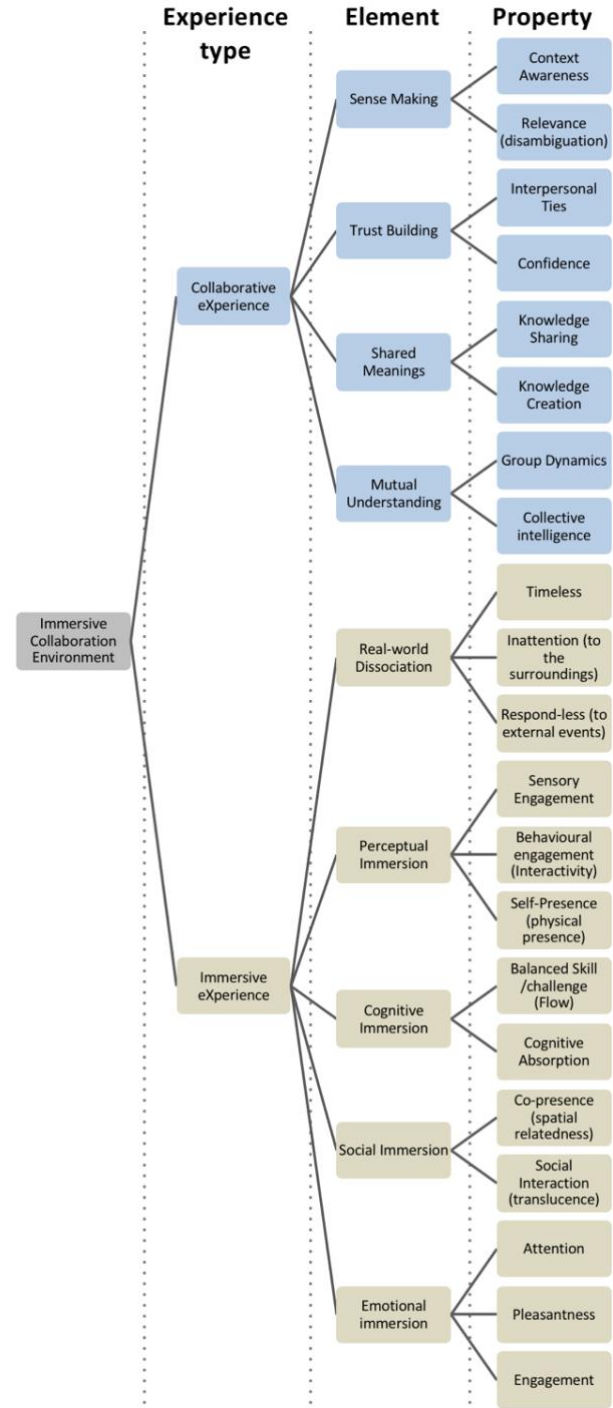 Experience type
Element
Property
Immersive
Collaboration
Environment
Collaborative
eXperience
Sense Making
Context
Awareness
Relevance
(disambiguation)
Trust Building
Interpersonal
Ties
Confidence
Shared
Meanings
Knowledge
Sharing
Knowledge
Creation
Mutual
Understanding
Group Dynamics
Collective
intelligence
Immersive
eXperience
Real-world
Dissociation
Timeless
Inattention (to
the
surroundings)
Respond-less (to
external events)
Perceptual
Immersion
Sensory
Engagement
Behavioural
engagement
(Interactivity)
Self-Presence
(physical
presence)
Cognitive
Immersion
Balanced Skill
/challenge
(Flow)
Cognitive
Absorption
Social Immersion
Co-presence
(spatial
relatedness)
Social
Interaction
(translucence)
Emotional
immersion
Attention
Pleasantness
Engagement